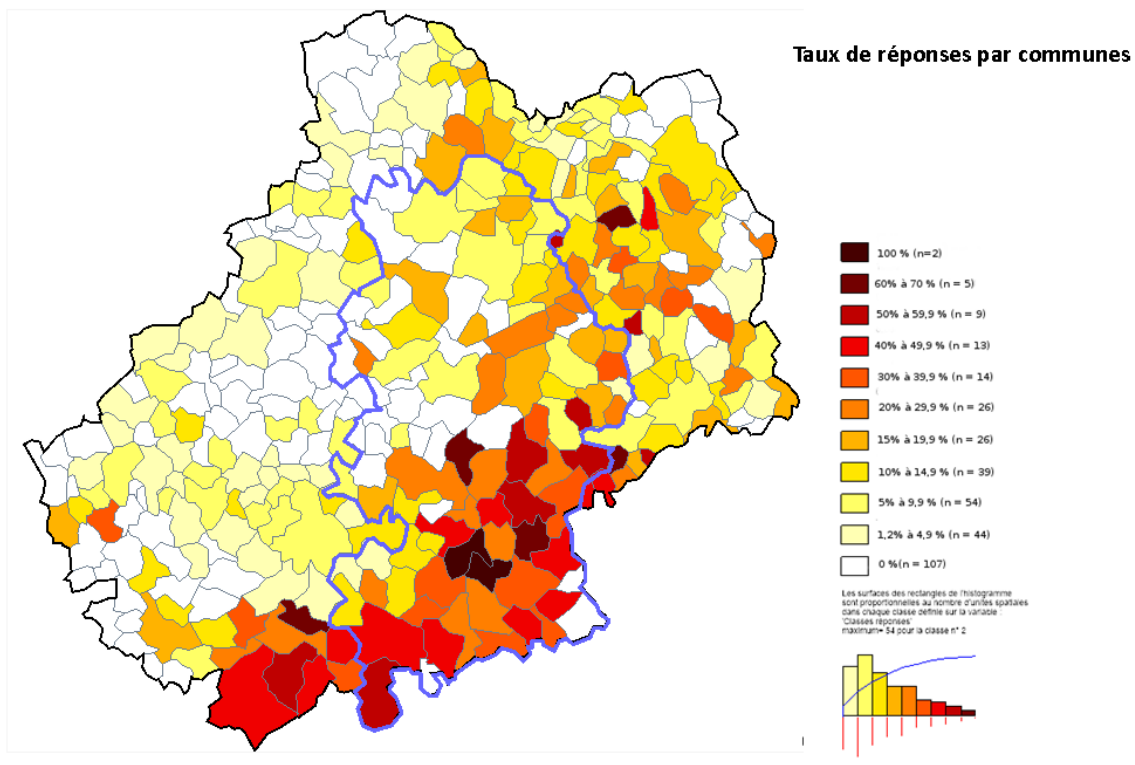 Taux de réponses par communes
100 % (n=2)
60% à 70 % (n = 5)
50% à 59,9 % (n = 9)
40% à 49,9 % (n = 13)
30% à 39,9 % (n = 14)
20% à 29,9 % (n = 26)
15% à 19,9 % (n = 26)
10% à 14,9 % (n = 39)
5% à 9,9 % (n = 54)
1,2% à 4,9 % (n = 44)
0 %(n = 107)
Les surfaces des rectangles de l'histogramme
sont proportionnelles au nombre d'unites spatiales
dans chaque classe définie sur la variable :
'Classes réponses'
maximum= 54 pour la classe n° 2